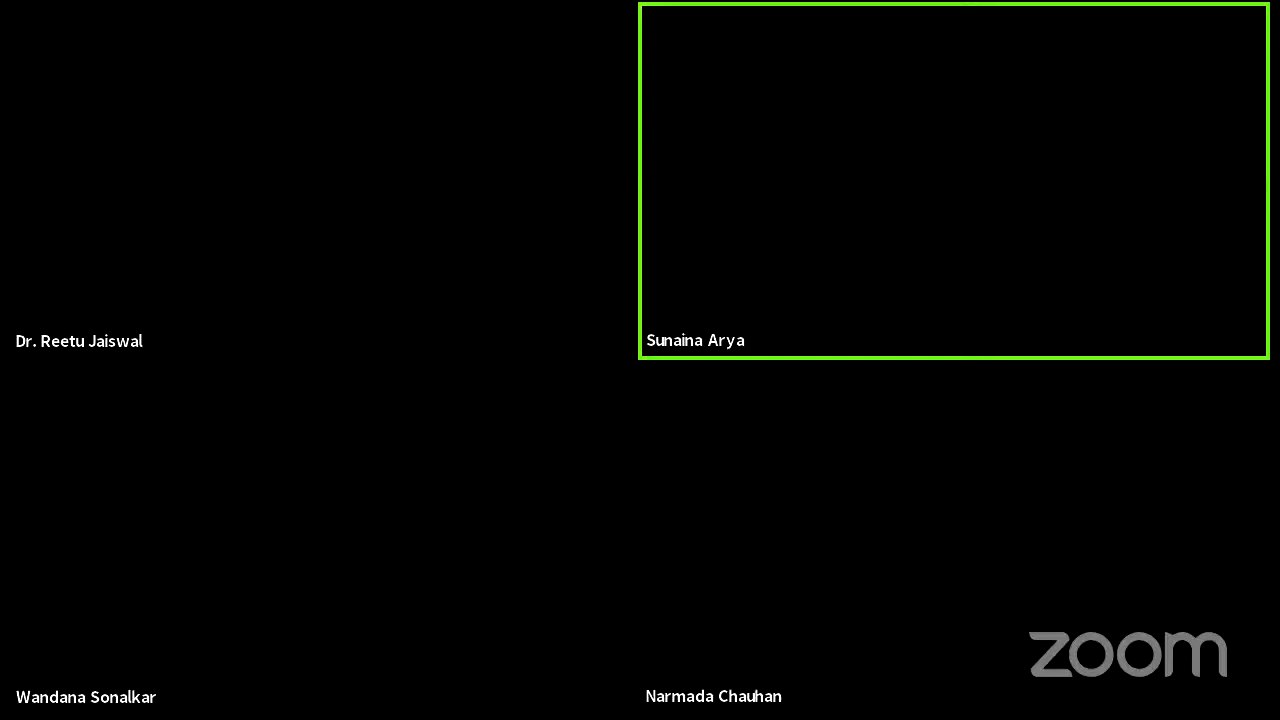 Dr. Reetu Jaiswal
Sunaina Arya
Wandana Sonalkar
Narmada Chauhan
zoom